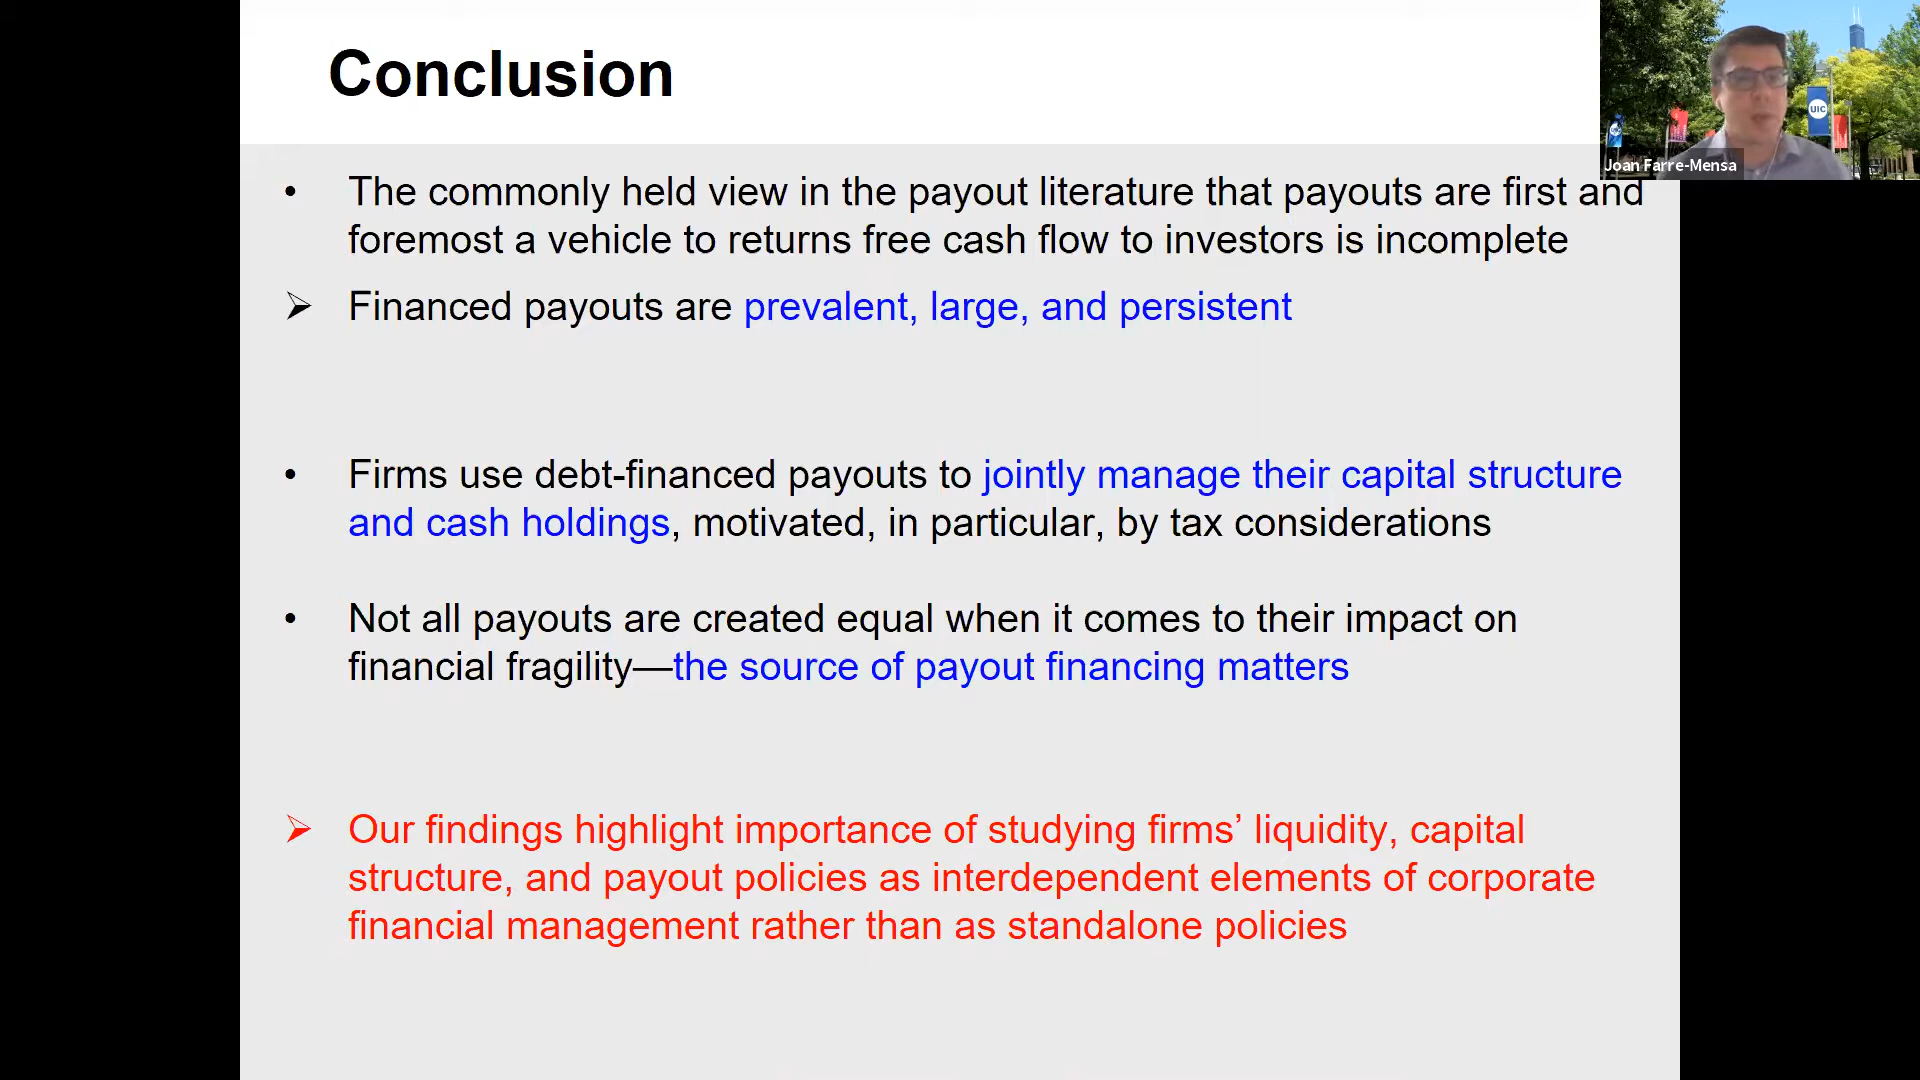 Conclusion
UIC
Joan Farre-Mensa
• The commonly held view in the payout literature that payouts are first and
foremost a vehicle to returns free cash flow to investors is incomplete
➢ Financed payouts are prevalent, large, and persistent
• Firms use debt-financed payouts to jointly manage their capital structure
and cash holdings, motivated, in particular, by tax considerations
• Not all payouts are created equal when it comes to their impact on
financial fragility—the source of payout financing matters
➢ Our findings highlight importance of studying firms’ liquidity, capital
structure, and payout policies as interdependent elements of corporate
financial management rather than as standalone policies